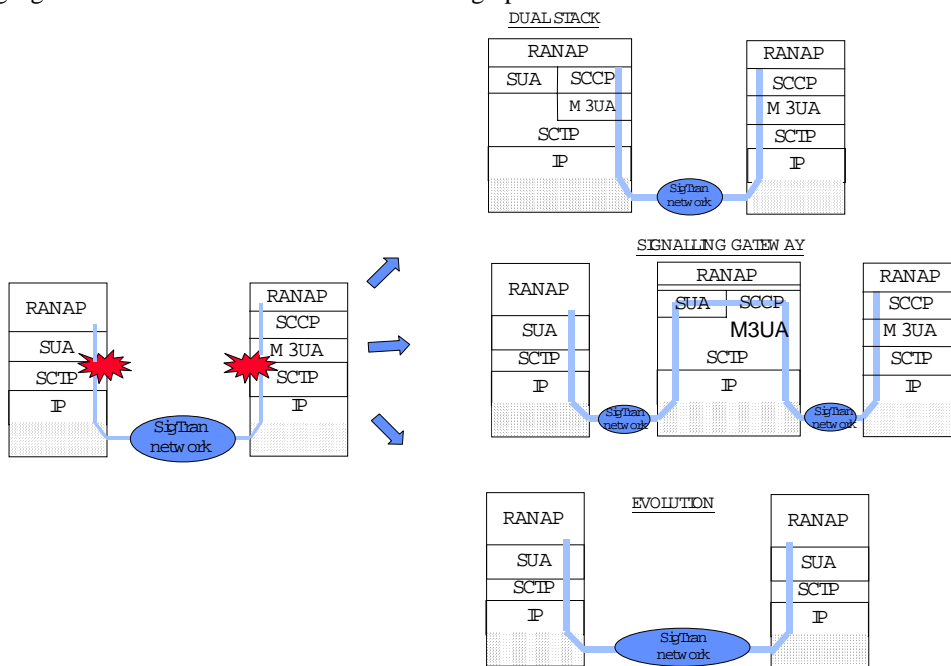 DUAL STACK
RANAP
SUA SCCP
M3UA
SCTP
IP
RANAP
SCCP
M3UA
SCTP
IP
SigTran
network
SIGNALLING GATEWAY
RANAP
SUA
SCTP
IP
RANAP
SUA SCCP
M3UA
SCTP
IP
RANAP
SCCP
M3UA
SCTP
IP
SigTran
network
SigTran
network
RANAP
SUA
SCTP
IP
RANAP
SCCP
M3UA
SCTP
IP
SigTran
network
EVOLUTION
RANAP
SUA
SCTP
IP
RANAP
SUA
SCTP
IP
SigTran
network